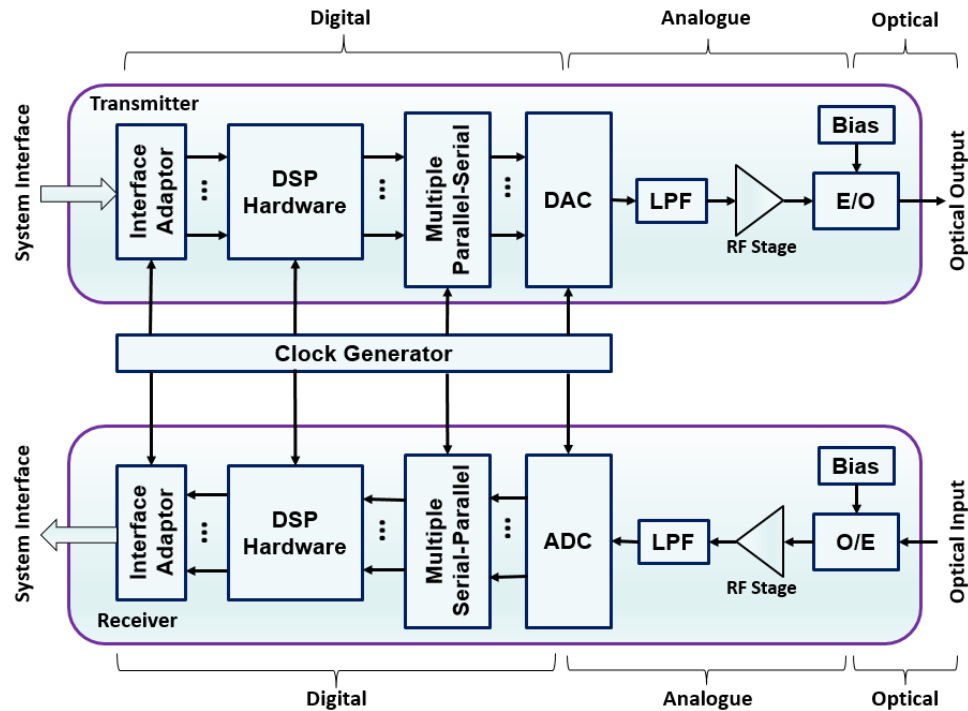 Digital
Analogue
Optical
System Interface
Transmitter
Interface
Adaptor
...
DSP
Hardware
...
Multiple
Parallel-Serial
...
DAC
LPF
RF Stage
Bias
E/O
Optical Output
Clock Generator
System Interface
Receiver
Interface
Adaptor
...
DSP
Hardware
...
Multiple
Serial-Parallel
...
ADC
LPF
RF Stage
Bias
O/E
Optical Input
Digital
Analogue
Optical